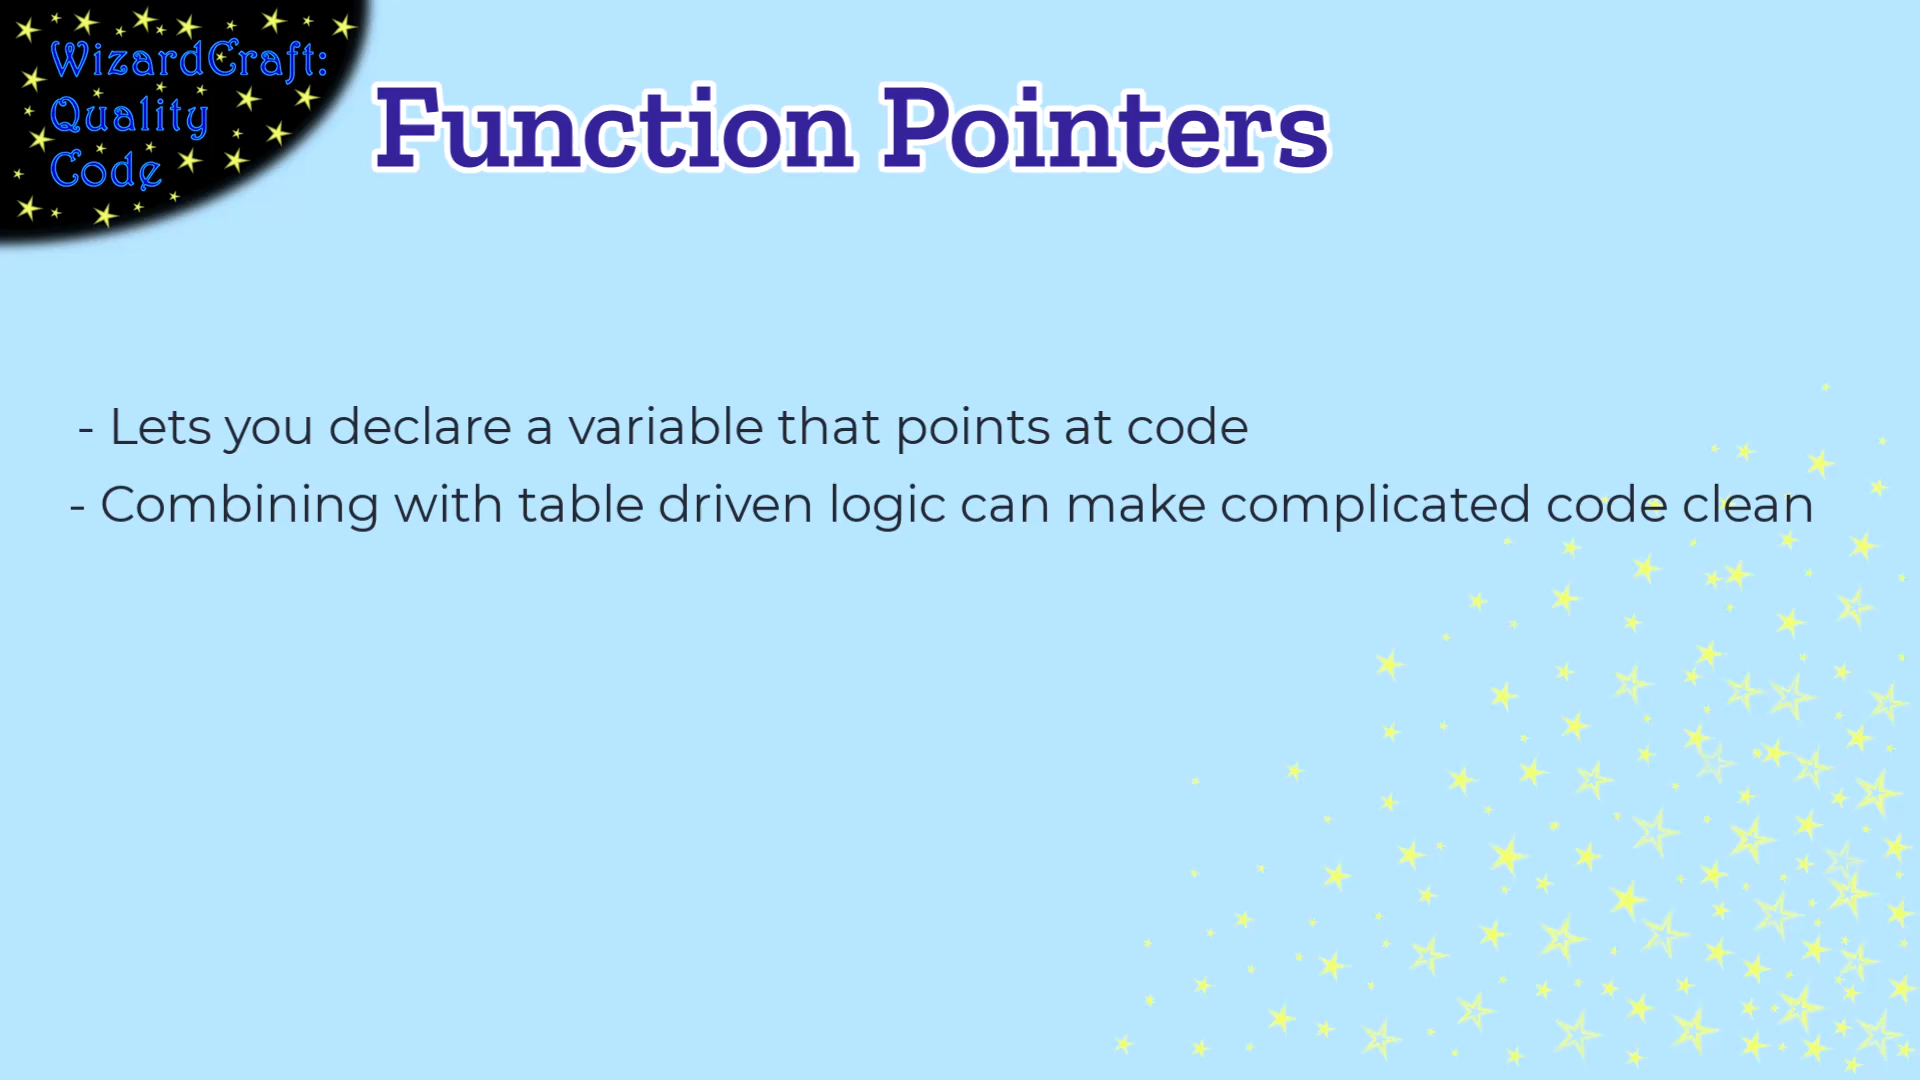 WizardCraft:
Quality
Code
Function Pointers
- Lets you declare a variable that points at code
- Combining with table driven logic can make complicated code clean